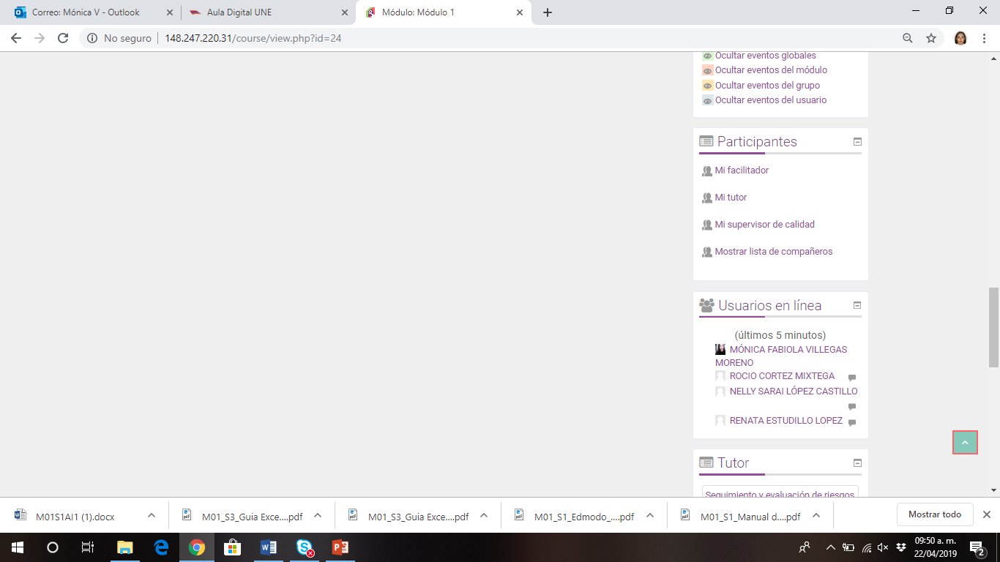 Correo: Mónica V - Outlook
Aula Digital UNE
Módulo: Módulo 1
No seguro
148.247.220.31/course/view.php?id=24
Ocultar eventos globales
Ocultar eventos del módulo
Ocultar eventos del grupo
Ocultar eventos del usuario
Participantes
Mi facilitador
Mi tutor
Mi supervisor de calidad
Mostrar lista de compañeros
Usuarios en línea
(últimos 5 minutos)
MÓNICA FABIOLA VILLEGAS
MORENO
ROCIO CORTEZ MIXTEGA
NELLY SARAI LÓPEZ CASTILLO
RENATA ESTUDILLO LOPEZ
Tutor
Seguimiento y evaluación de riesgos
M01S1AI1 (1).docx
M01_S3_Guia Exce....pdf
M01_S3_Guia Exce....pdf
M01_S1_Edmodo_....pdf
M01_S1_Manual d....pdf
Mostrar todo
09:50 a. m.
22/04/2019
2